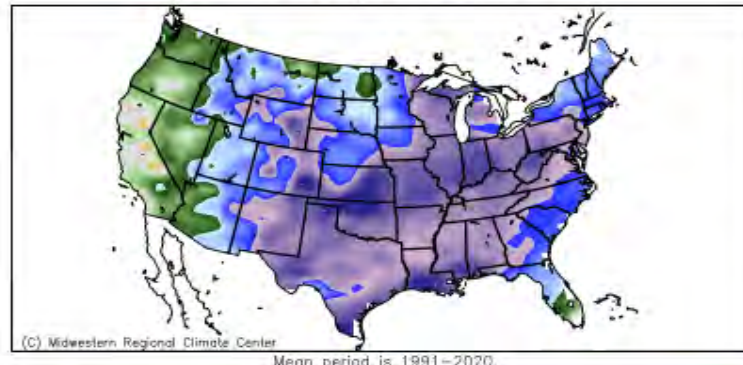 (C) Midwestern Regional Climate Center
Mean period is 1991-2020.